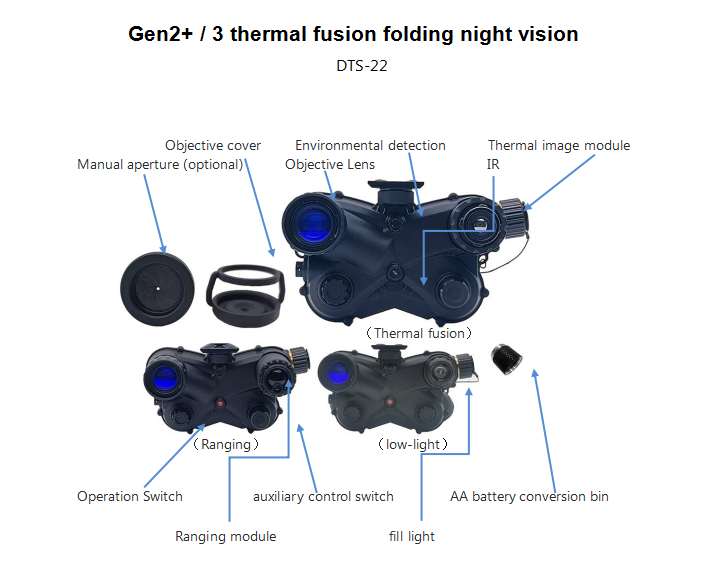 Gen2+ / 3 thermal fusion folding night vision
DTS-22
Objective cover
Environmental detection
Thermal image module
Manual aperture (optional)
Objective Lens
IR
（Thermal fusion）
（Ranging）
（low-light）
Operation Switch
auxiliary control switch
AA battery conversion bin
Ranging module
fill light